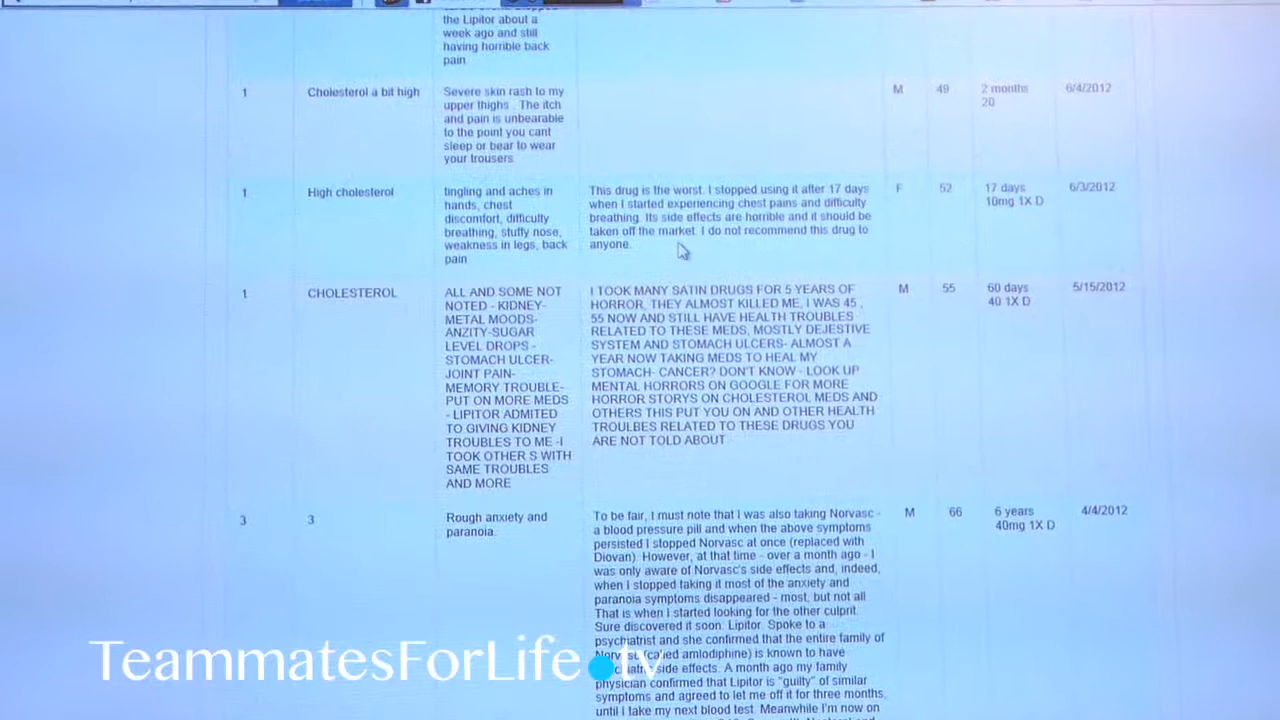 the Lipitor about a
week ago and still
having horrible back
pain
1
Cholesterol a bit high
Severe skin rash to my
upper thighs . The itch
and pain is unbearable
to the point you cant
sleep or bear to wear
your trousers
M
49
2 months
20
6/4/2012
1
High cholesterol
tingling and aches in
hands, chest
discomfort, difficulty
breathing, stuffy nose,
weakness in legs, back
pain
This drug is the worst. I stopped using it after 17 days
when I started experiencing chest pains and difficulty
breathing. Its side effects are horrible and it should be
taken off the market. I do not recommend this drug to
anyone.
F
52
17 days
10mg 1X D
6/3/2012
1
CHOLESTEROL
ALL AND SOME NOT
NOTED - KIDNEY-
METAL MOODS-
ANZITY-SUGAR
LEVEL DROPS -
STOMACH ULCER-
JOINT PAIN-
MEMORY TROUBLE-
PUT ON MORE MEDS
- LIPITOR ADMITED
TO GIVING KIDNEY
TROUBLES TO ME -I
TOOK OTHER S WITH
SAME TROUBLES
AND MORE
I TOOK MANY SATIN DRUGS FOR 5 YEARS OF
HORROR, THEY ALMOST KILLED ME, I WAS 45 ,
55 NOW AND STILL HAVE HEALTH TROUBLES
RELATED TO THESE MEDS, MOSTLY DEJESTIVE
SYSTEM AND STOMACH ULCERS- ALMOST A
YEAR NOW TAKING MEDS TO HEAL MY
STOMACH- CANCER? DON'T KNOW - LOOK UP
MENTAL HORRORS ON GOOGLE FOR MORE
HORROR STORYS ON CHOLESTEROL MEDS AND
OTHERS THIS PUT YOU ON AND OTHER HEALTH
TROULBES RELATED TO THESE DRUGS YOU
ARE NOT TOLD ABOUT
M
55
60 days
40 1X D
5/15/2012
3
3
Rough anxiety and
paranoia.
To be fair, I must note that I was also taking Norvasc -
a blood pressure pill and when the above symptoms
persisted I stopped Norvasc at once (replaced with
Diovan). However, at that time - over a month ago - I
was only aware of Norvasc's side effects and, indeed,
when I stopped taking it most of the anxiety and
paranoia symptoms disappeared - most, but not all
That is when I started looking for the other culprit.
Sure discovered it soon: Lipitor. Spoke to a
psychiatrist and she confirmed that the entire family of
(called amlodiphine) is known to have
side effects. A month ago my family
physician confirmed that Lipitor is "guilty" of similar
symptoms and agreed to let me off it for three months,
until I take my next blood test. Meanwhile I'm now on
M
66
6 years
40mg 1X D
4/4/2012
TeammatesForLife.tv